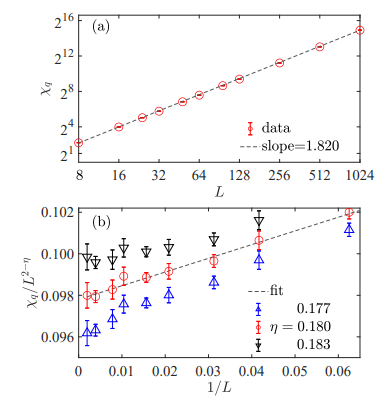 (a)
2^16
2^12
2^8
2^4
2^1
χ_q
data
slope=1.820
8 16 32 64 128 256 512 1024
L
(b)
0.102
0.100
0.098
0.096
χ_q/L^{2−η}
fit
0.177
η = 0.180
0.183
0 0.01 0.02 0.03 0.04 0.05 0.06
1/L